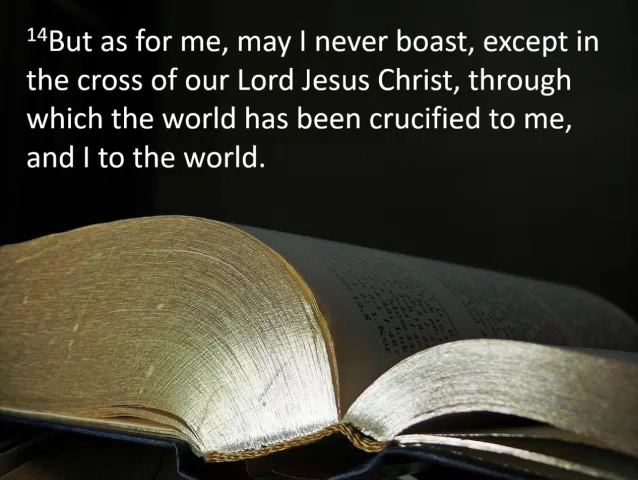 14But as for me, may I never boast, except in
the cross of our Lord Jesus Christ, through
which the world has been crucified to me,
and I to the world.